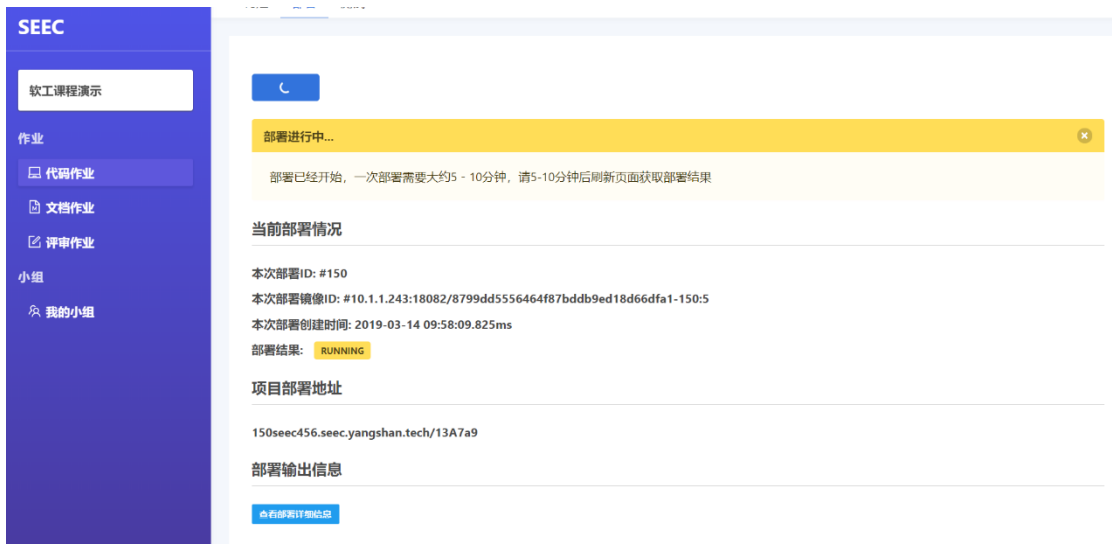 SEEC
软工课程演示
作业
代码作业
文档作业
评审作业
小组
我的小组
部署进行中...
部署已经开始，一次部署需要大约5 - 10分钟，请5-10分钟后刷新页面获取部署结果
当前部署情况
本次部署ID: #150
本次部署镜像ID: #10.1.1.243:18082/8799dd5556464f87bddb9ed18d66dfa1-150:5
本次部署创建时间: 2019-03-14 09:58:09.825ms
部署结果: RUNNING
项目部署地址
150seec456.seec.yangshan.tech/13A7a9
部署输出信息
查看部署详细信息